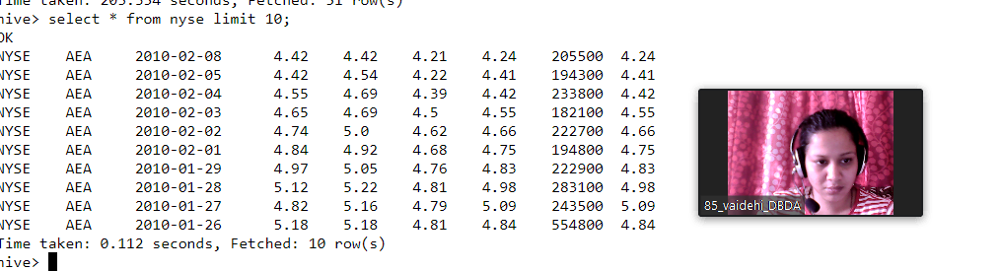 Time taken: 205.554 seconds, Fetched: 51 row(s)
hive> select * from nyse limit 10;
OK
NYSE AEA 2010-02-08 4.42 4.42 4.21 4.24 205500 4.24
NYSE AEA 2010-02-05 4.42 4.54 4.22 4.41 194300 4.41
NYSE AEA 2010-02-04 4.55 4.69 4.39 4.42 233800 4.42
NYSE AEA 2010-02-03 4.65 4.69 4.5 4.55 182100 4.55
NYSE AEA 2010-02-02 4.74 5.0 4.62 4.66 222700 4.66
NYSE AEA 2010-02-01 4.84 4.92 4.68 4.75 194800 4.75
NYSE AEA 2010-01-29 4.97 5.05 4.76 4.83 222900 4.83
NYSE AEA 2010-01-28 5.12 5.22 4.81 4.98 283100 4.98
NYSE AEA 2010-01-27 4.82 5.16 4.79 5.09 243500 5.09
NYSE AEA 2010-01-26 5.18 5.18 4.81 4.84 554800 4.84
Time taken: 0.112 seconds, Fetched: 10 row(s)
hive>
85_vaidehi_DBDA